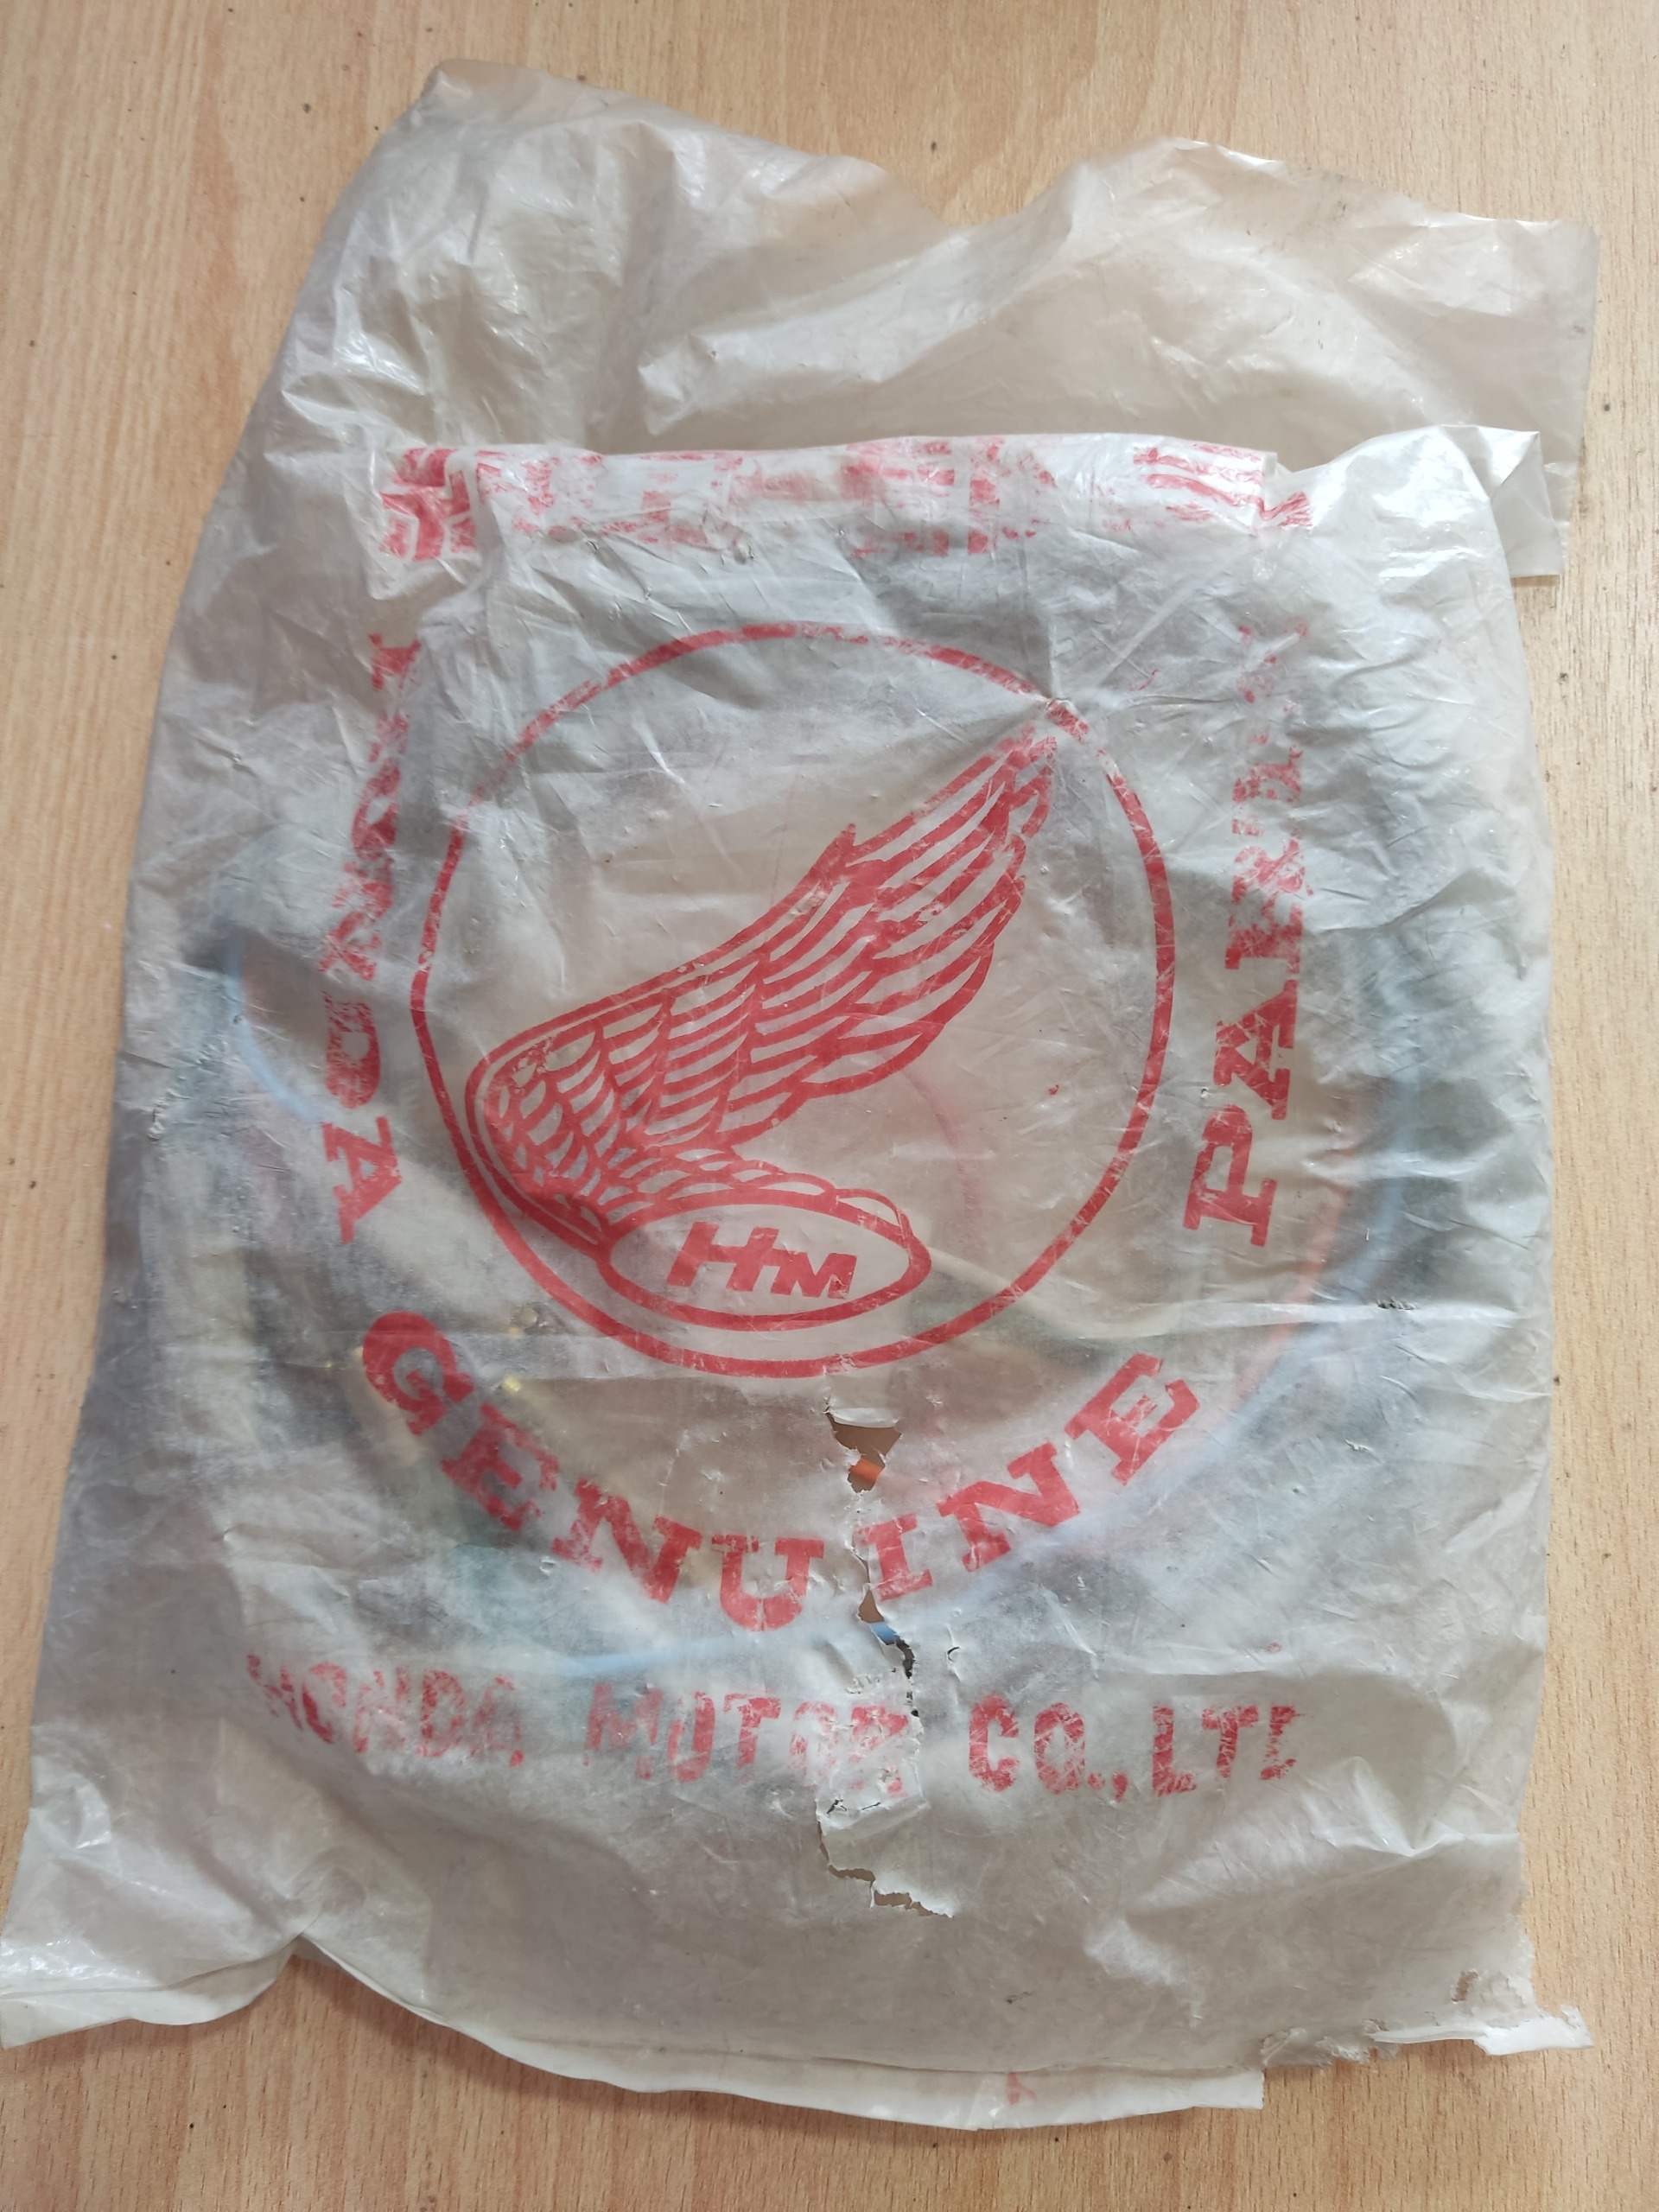 HONDA
GENUINE
PARTS
HM
HONDA MOTOR CO.,LTD